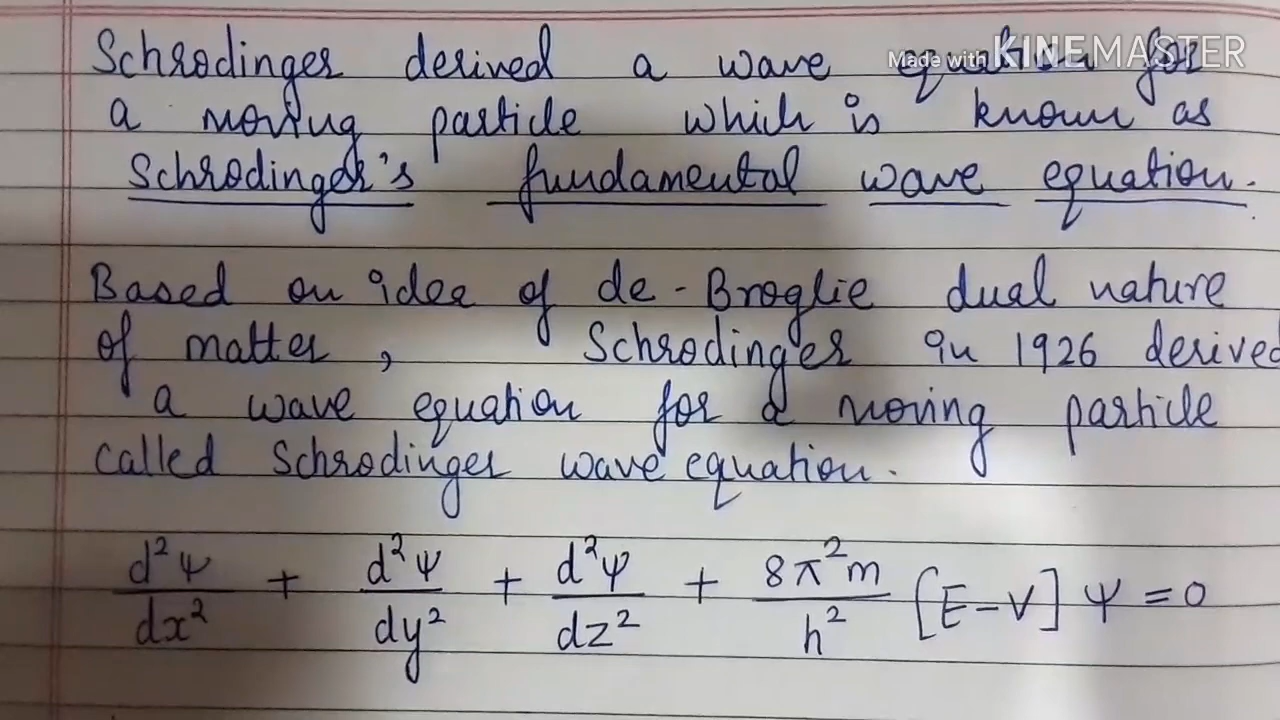 Made with KINEMASTER
Schrodinger derived a wave equation for
a moving particle which is known as
Schrodinger's fundamental wave equation.
Based on idea of de-Broglie dual nature
of matter, Schrodinger in 1926 derived
a wave equation for a moving particle
called Schrodinger wave equation.
d²ψ/dx² + d²ψ/dy² + d²ψ/dz² + 8π²m/h² [E-V] ψ = 0